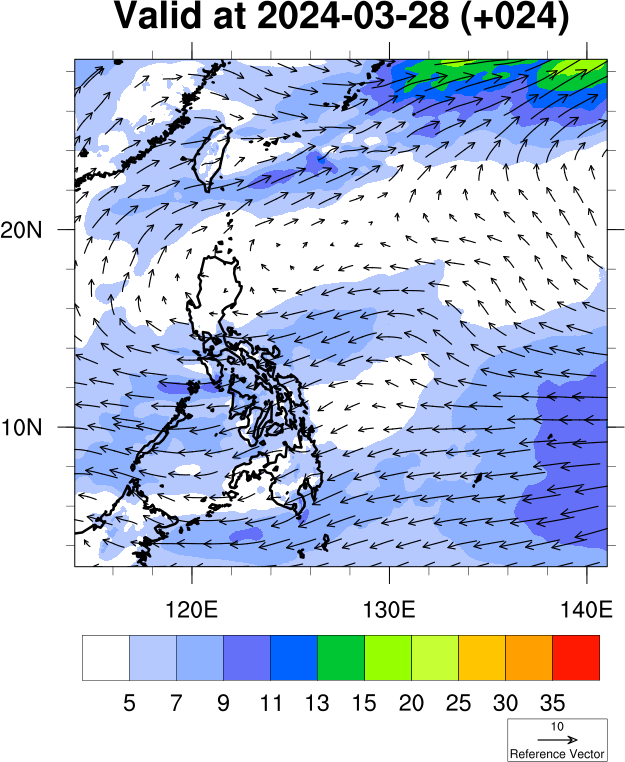 Valid at 2024-03-28 (+024)
20N
10N
120E 130E 140E
5 7 9 11 13 15 20 25 30 35
10
Reference Vector